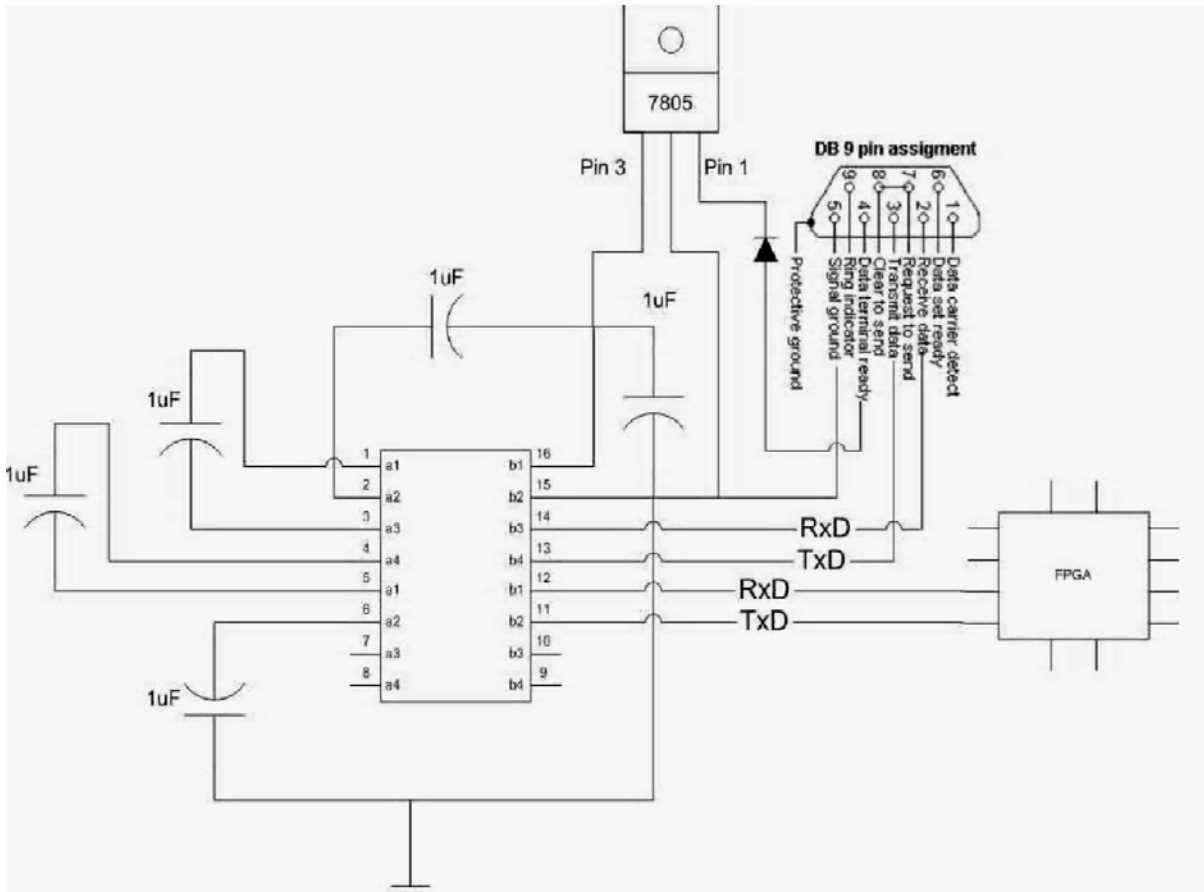 7805
Pin 3
Pin 1
DB 9 pin assigment
9
8
7
6
5
4
3
2
1
Protective ground
Signal ground
Ring indicator
Data terminal ready
Clear to send
Transmit data
Request to send
Receive data
Data set ready
Data carrier detect
1uF
1uF
1uF
1uF
1uF
1 a1 b1 16
2 a2 b2 15
3 a3 b3 14
4 a4 b4 13
5 a1 b1 12
6 a2 b2 11
7 a3 b3 10
8 a4 b4 9
RxD
TxD
RxD
TxD
FPGA